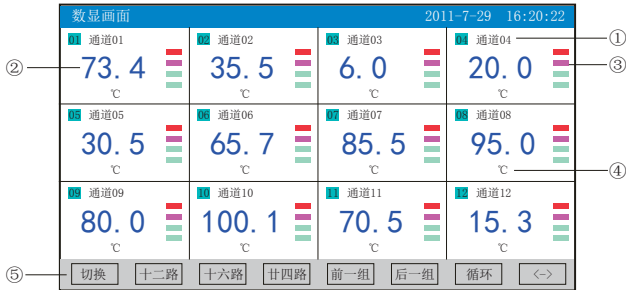 数显画面 2011-7-29 16:20:22
01 通道01 02 通道02 03 通道03 04 通道04 ①
② 73.4 35.5 6.0 20.0 ③
℃ ℃ ℃ ℃
05 通道05 06 通道06 07 通道07 08 通道08
30.5 65.7 85.5 95.0
℃ ℃ ℃ ℃ ④
09 通道09 10 通道10 11 通道11 12 通道12
80.0 100.1 70.5 15.3
℃ ℃ ℃ ℃
⑤ 切换 十二路 十六路 廿四路 前一组 后一组 循环 <->